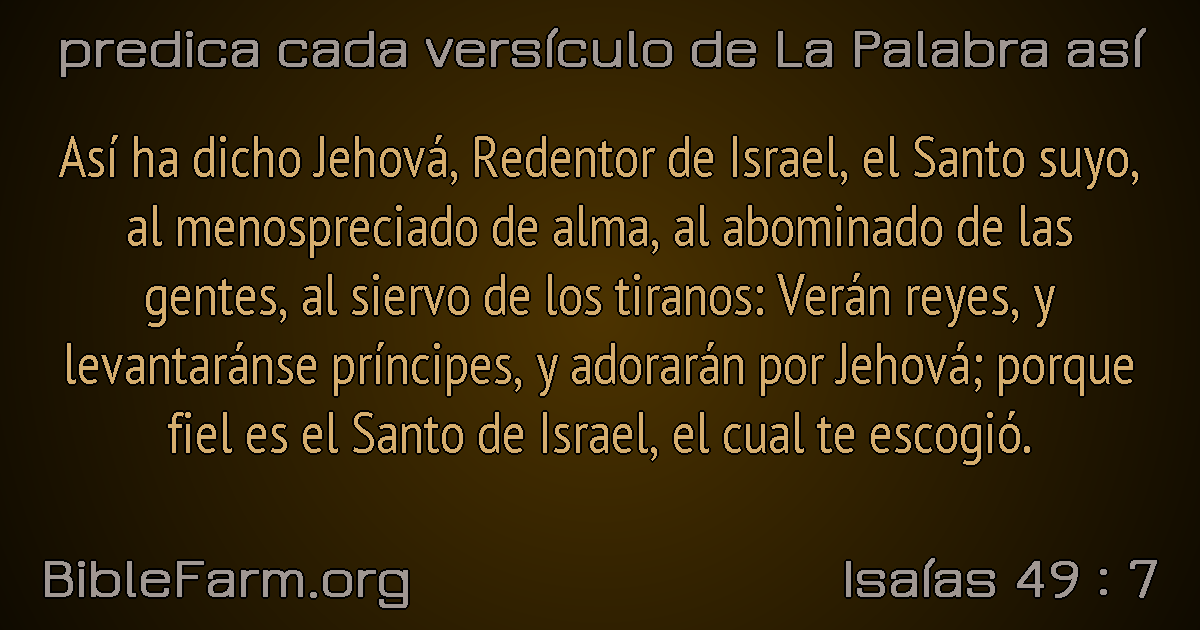 predica cada versículo de La Palabra así
Así ha dicho Jehová, Redentor de Israel, el Santo suyo,
al menospreciado de alma, al abominado de las
gentes, al siervo de los tiranos: Verán reyes, y
levantaránse príncipes, y adorarán por Jehová; porque
fiel es el Santo de Israel, el cual te escogió.
BibleFarm.org
Isaías 49 : 7